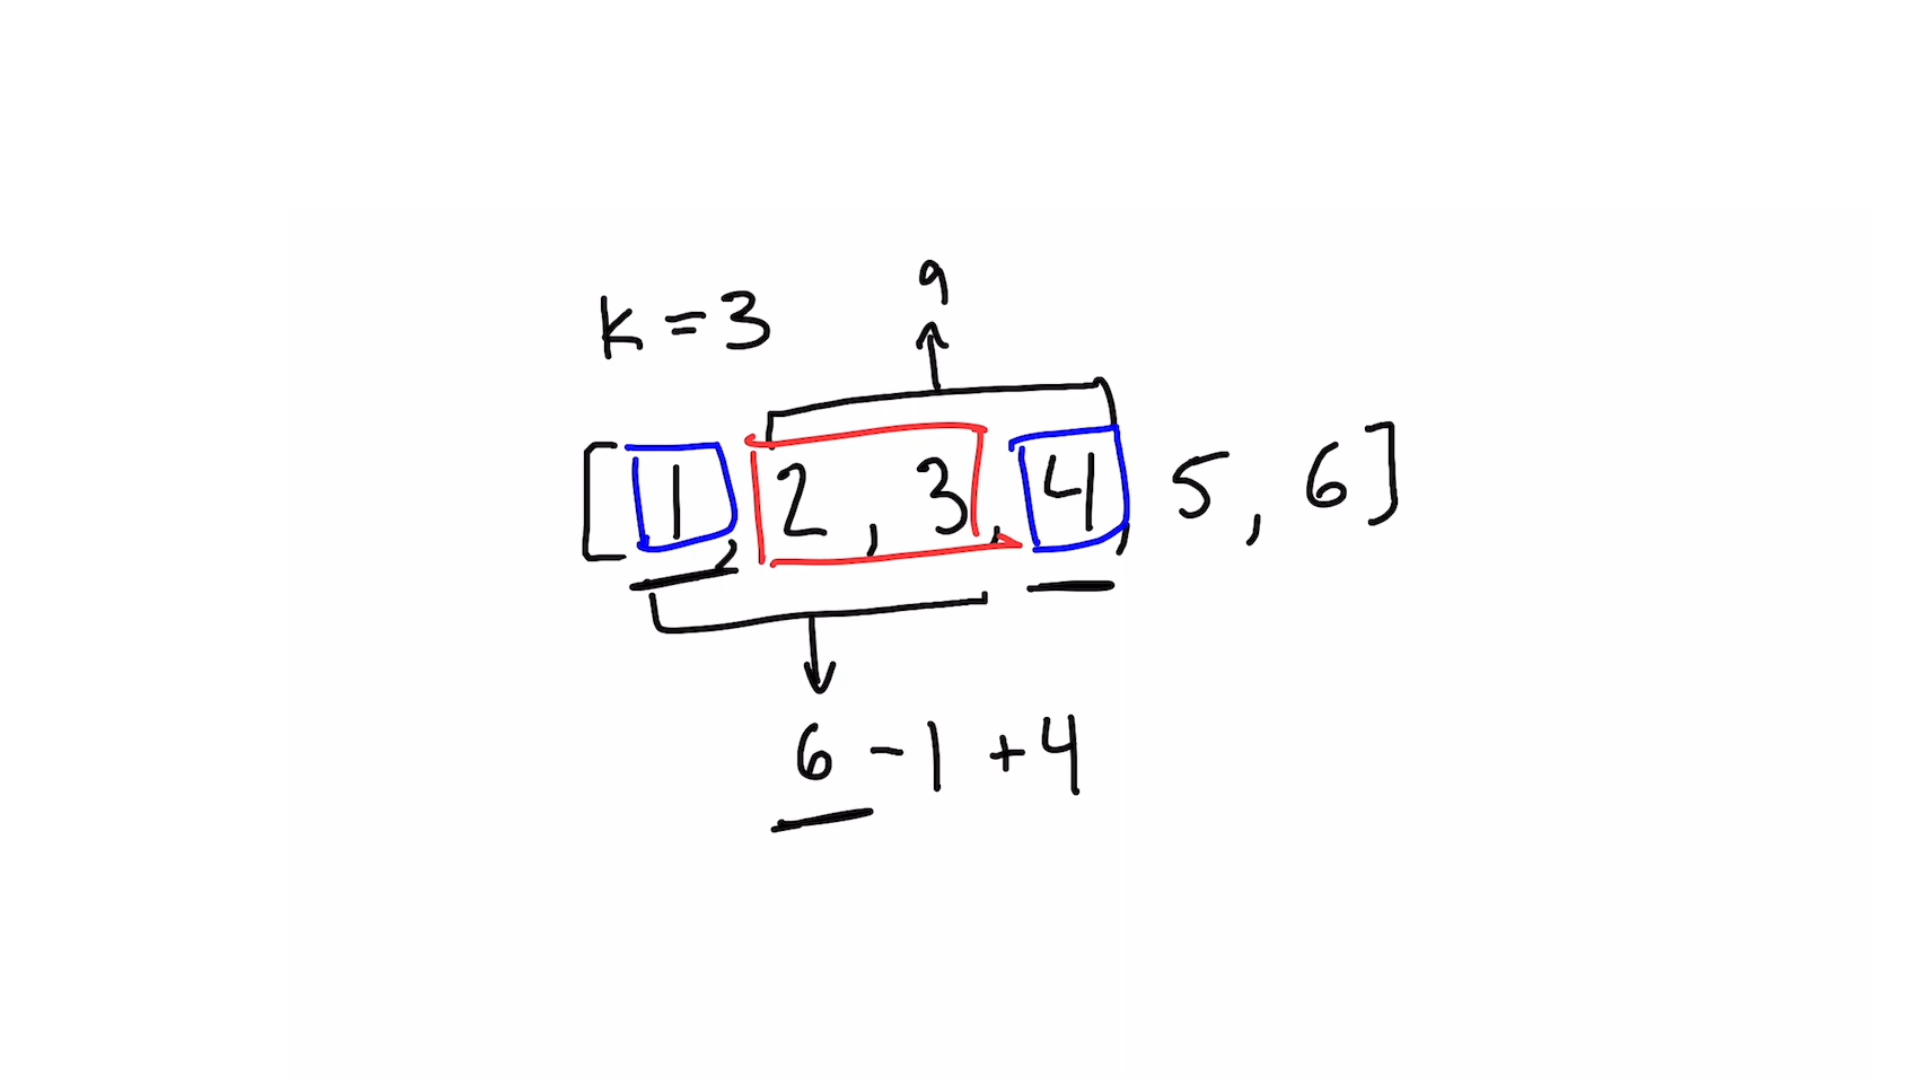 9
k = 3
[1, 2, 3, 4, 5, 6]
6 - 1 + 4